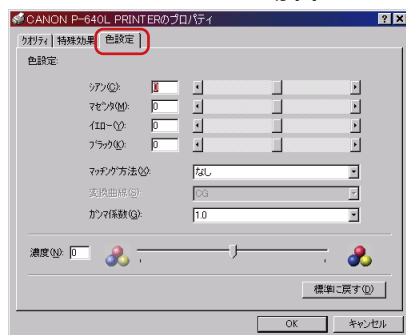 CANON P-640L PRINTERのプロパティ
クオリティ 特殊効果 色設定
色設定:
シアン(C): 0
マゼンタ(M): 0
イエロー(Y): 0
ブラック(K): 0
マッチング方法(X): なし
変換曲線(S): CG
ガンマ係数(G): 1.0
濃度(N): 0
標準に戻す(D)
OK キャンセル